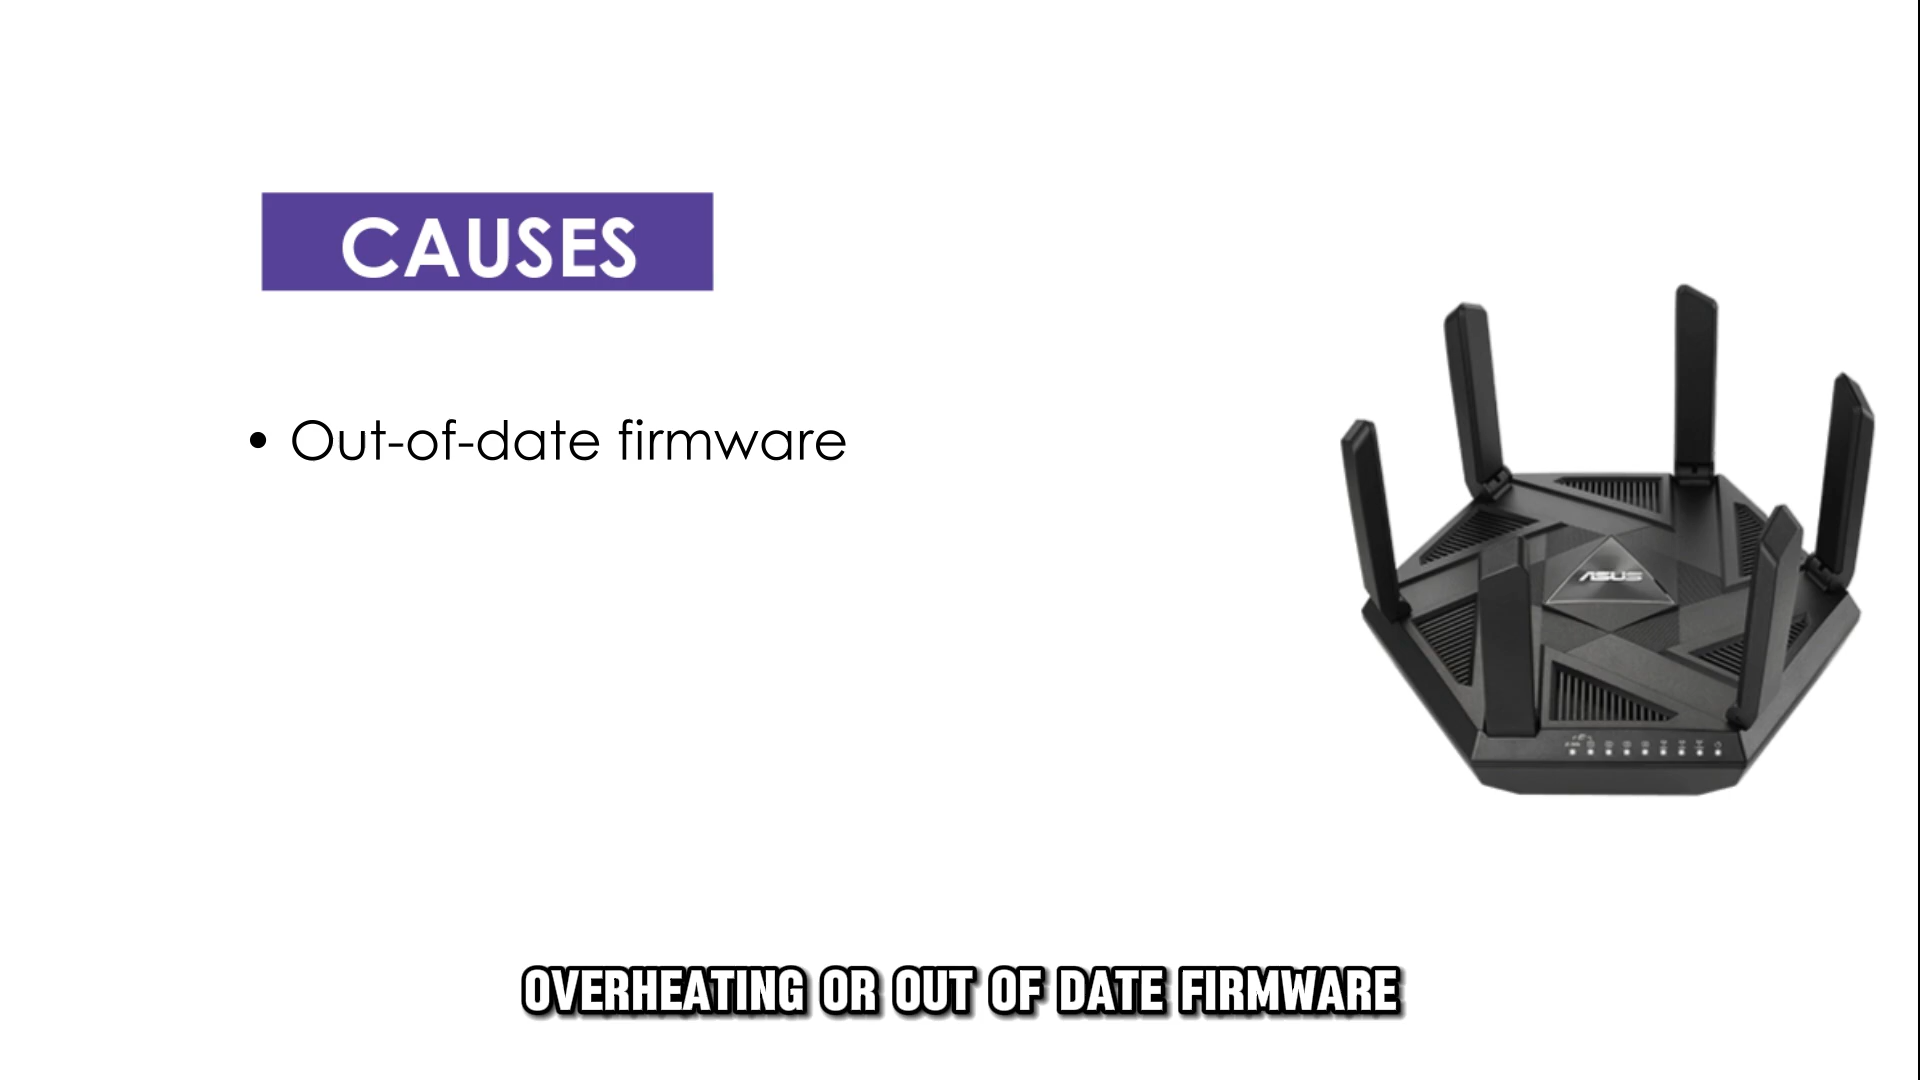 CAUSES
• Out-of-date firmware
ASUS
OVERHEATING OR OUT OF DATE FIRMWARE